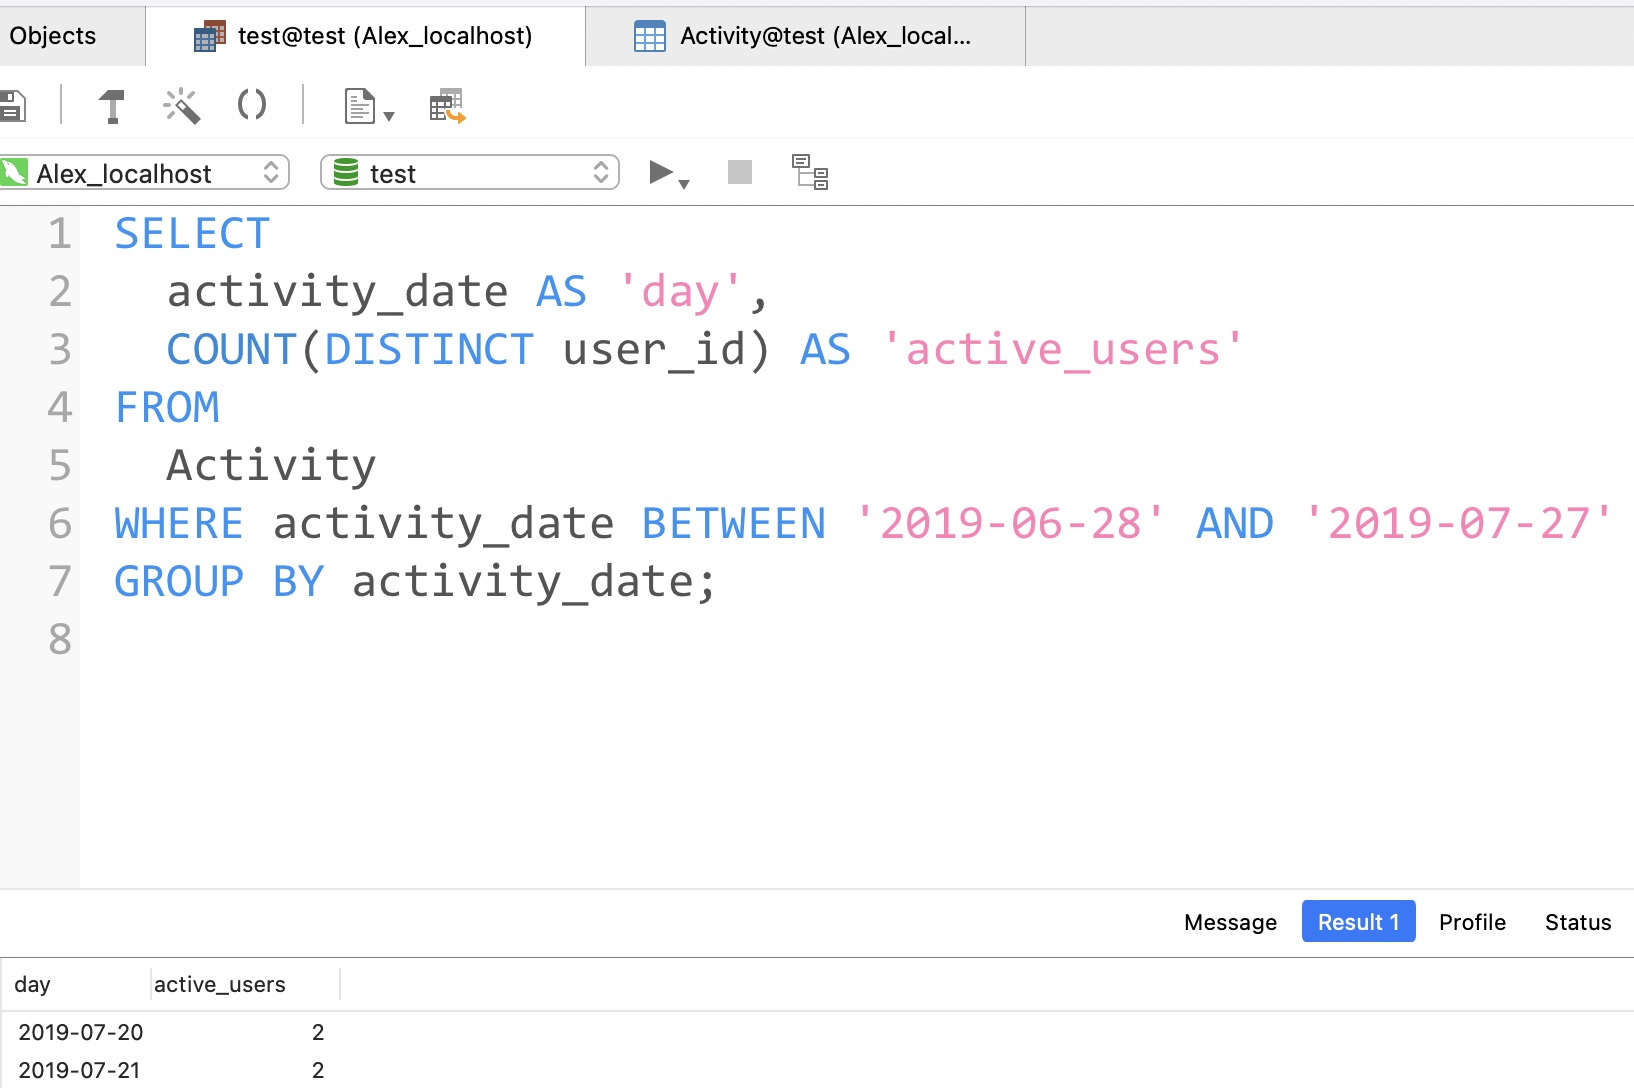 Objects
test@test (Alex_localhost)
Activity@test (Alex_local...
Alex_localhost
test
1 SELECT
2 activity_date AS 'day',
3 COUNT(DISTINCT user_id) AS 'active_users'
4 FROM
5 Activity
6 WHERE activity_date BETWEEN '2019-06-28' AND '2019-07-27'
7 GROUP BY activity_date;
8
Message Result 1 Profile Status
day active_users
2019-07-20 2
2019-07-21 2